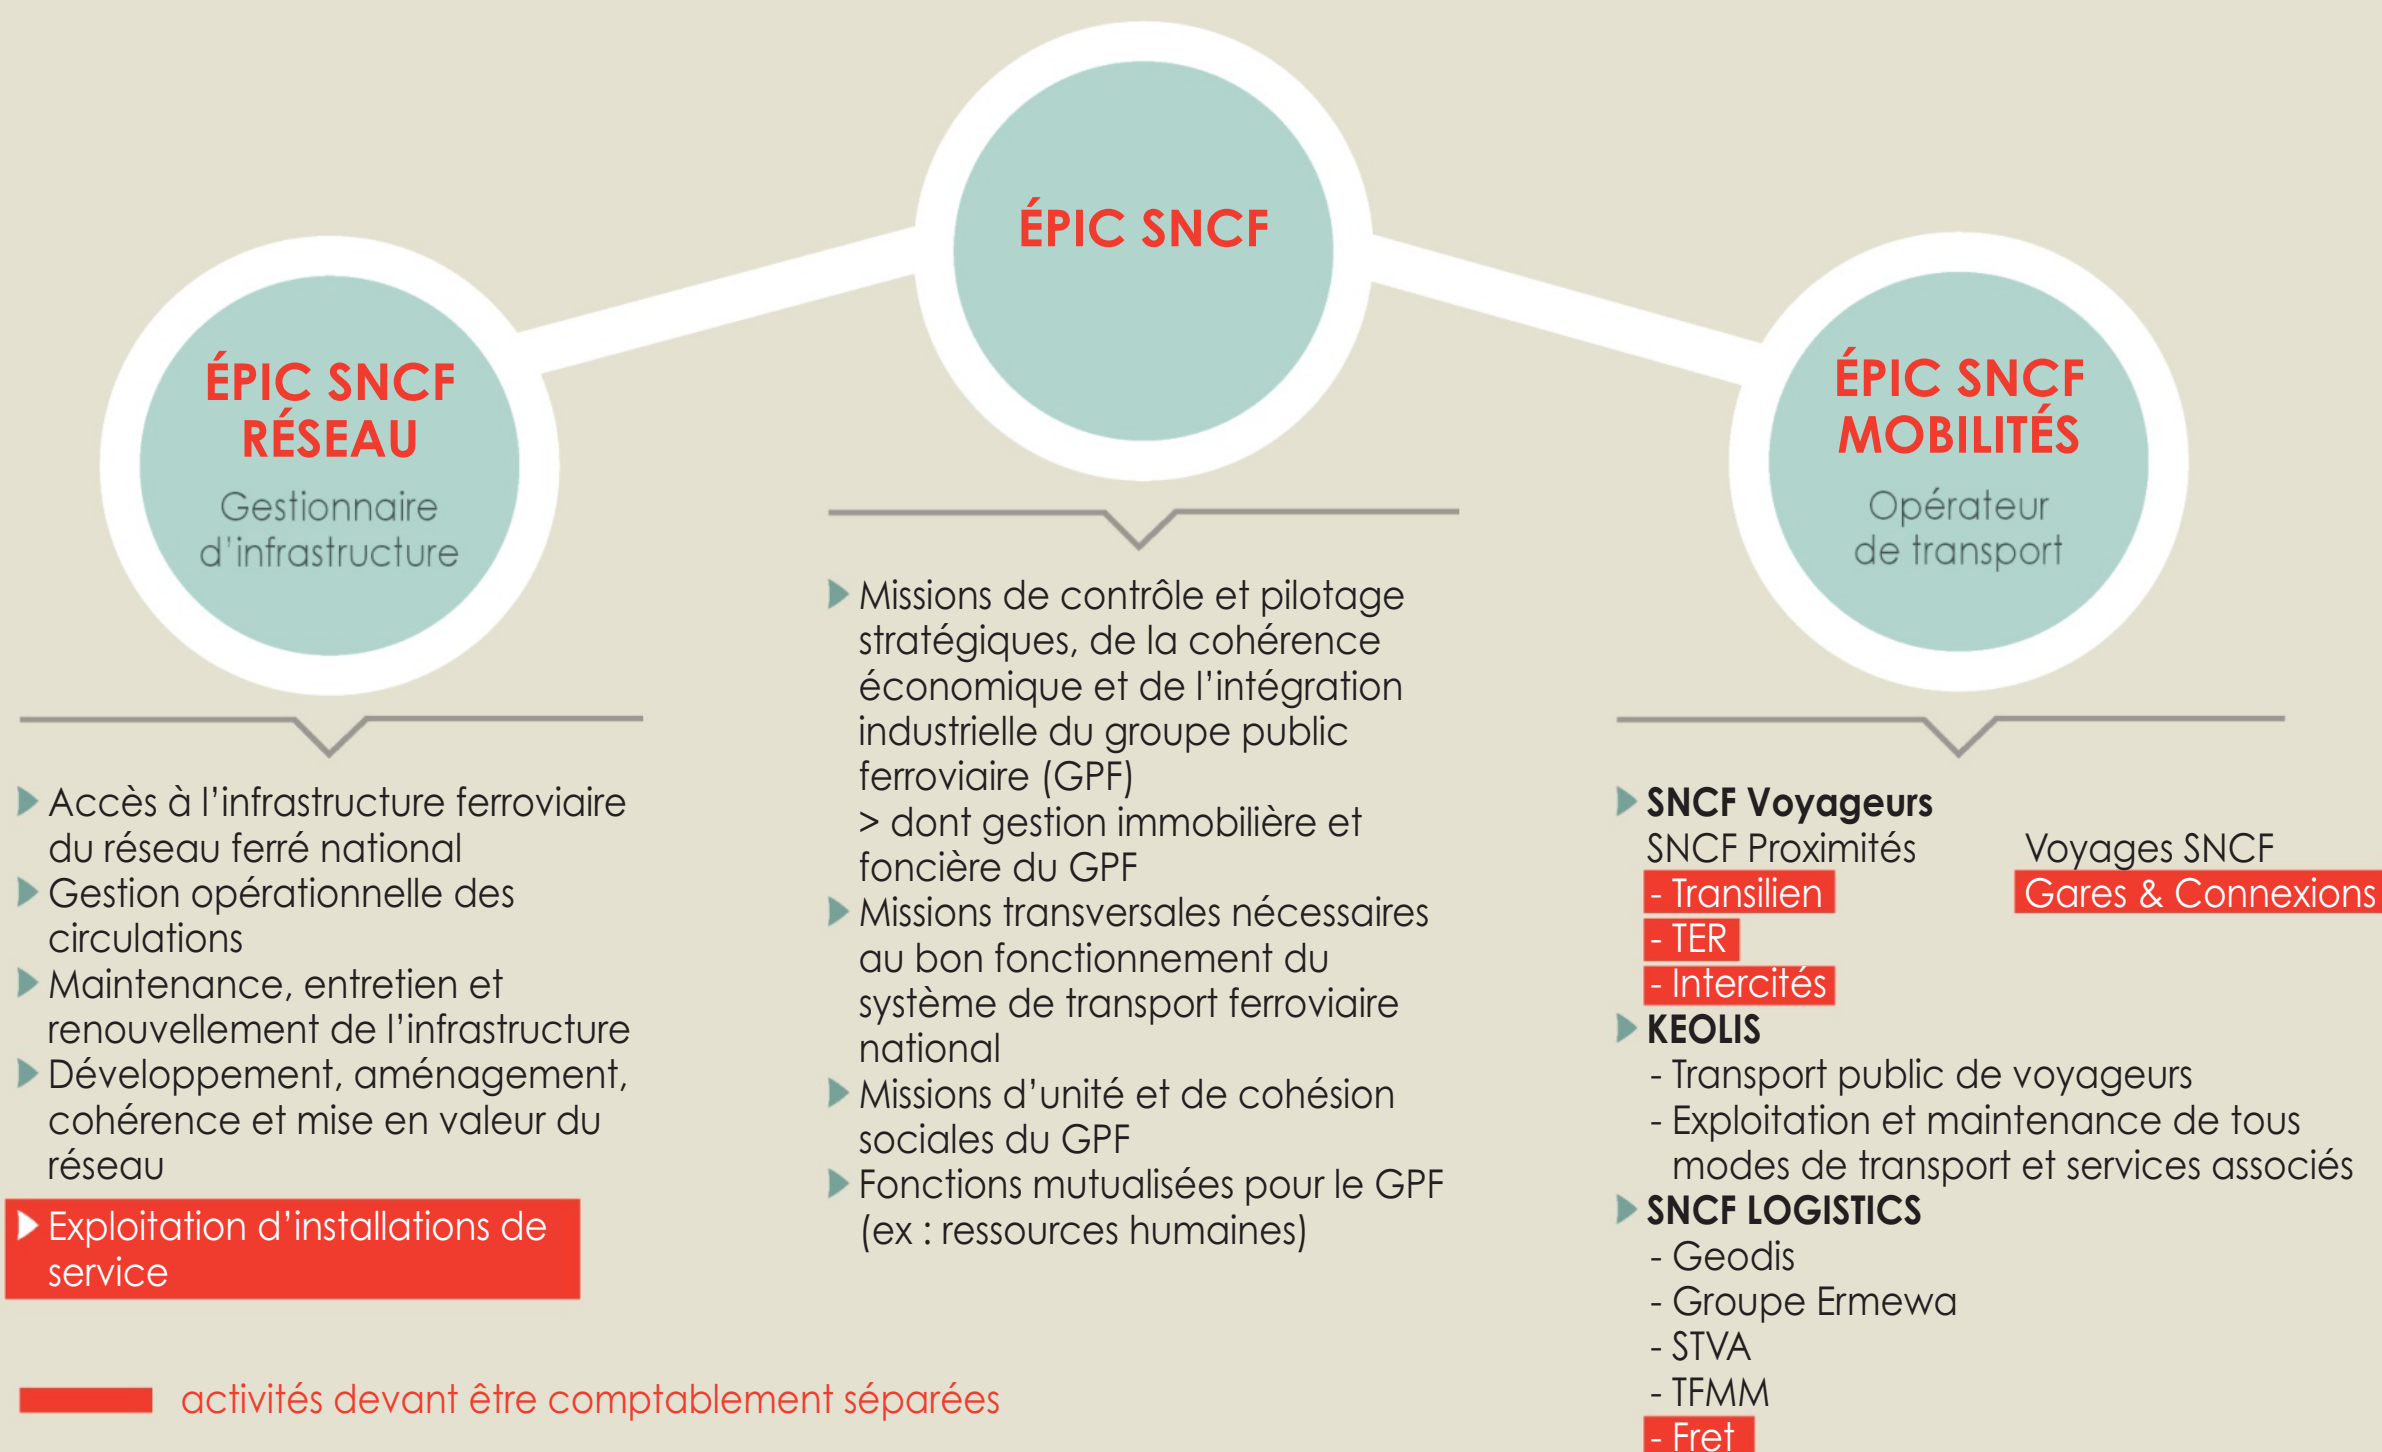 ÉPIC SNCF
ÉPIC SNCF
RÉSEAU
Gestionnaire
d'infrastructure
ÉPIC SNCF
MOBILITÉS
Opérateur
de transport
Accès à l'infrastructure ferroviaire
du réseau ferré national
Gestion opérationnelle des
circulations
Maintenance, entretien et
renouvellement de l'infrastructure
Développement, aménagement,
cohérence et mise en valeur du
réseau
Exploitation d'installations de
service
Missions de contrôle et pilotage
stratégiques, de la cohérence
économique et de l'intégration
industrielle du groupe public
ferroviaire (GPF)
> dont gestion immobilière et
foncière du GPF
Missions transversales nécessaires
au bon fonctionnement du
système de transport ferroviaire
national
Missions d'unité et de cohésion
sociales du GPF
Fonctions mutualisées pour le GPF
(ex : ressources humaines)
SNCF Voyageurs
SNCF Proximités
- Transilien
- TER
- Intercités
Voyages SNCF
Gares & Connexions
KEOLIS
- Transport public de voyageurs
- Exploitation et maintenance de tous
modes de transport et services associés
SNCF LOGISTICS
- Geodis
- Groupe Ermewa
- STVA
- TFMM
- Fret
activités devant être comptablement séparées